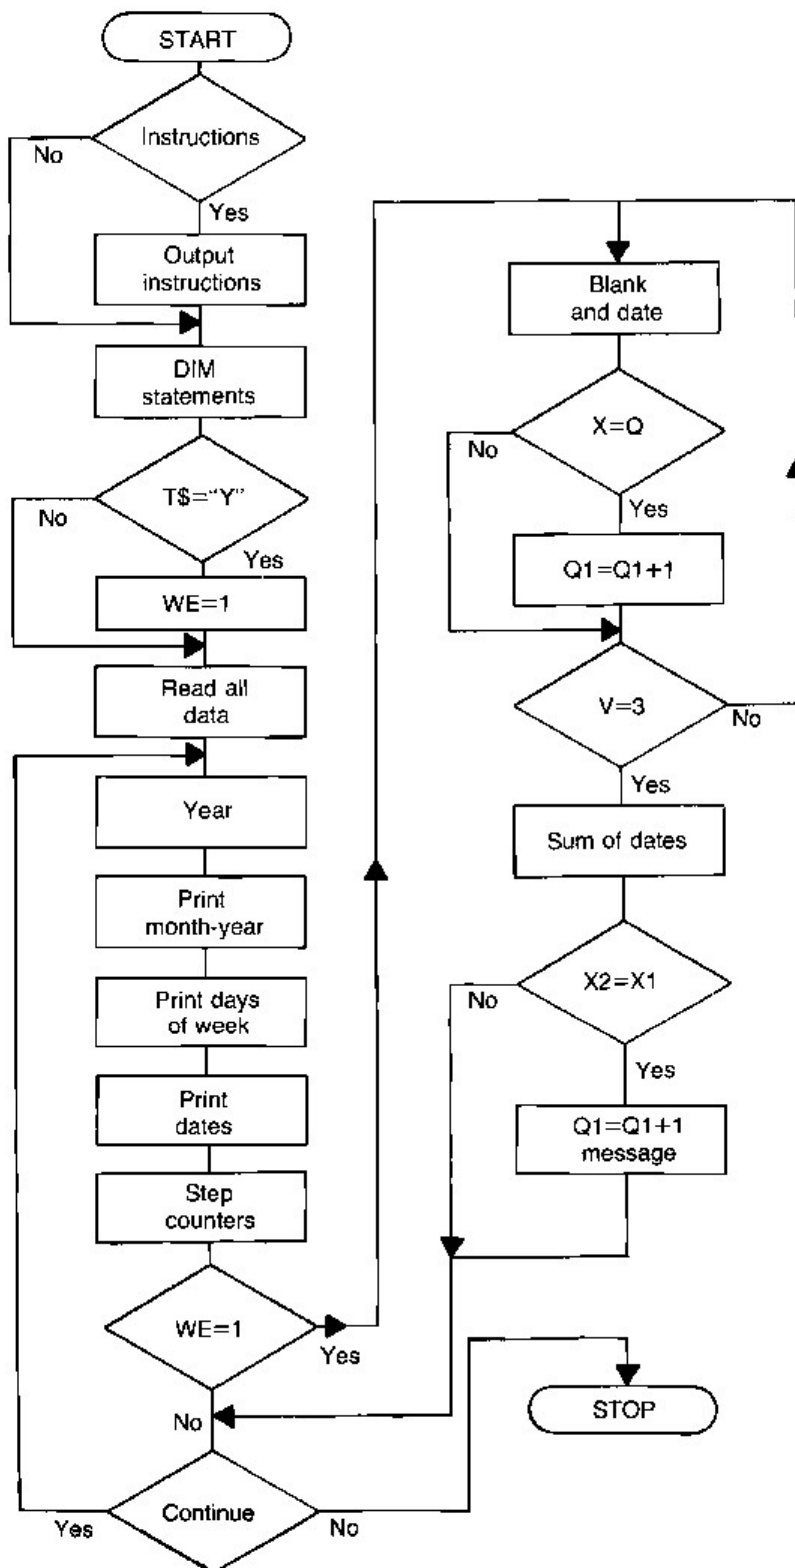 START
Instructions
No
Yes
Output
instructions
DIM
statements
T$="Y"
No
Yes
WE=1
Read all
data
Year
Print
month-year
Print days
of week
Print
dates
Step
counters
WE=1
Yes
No
Continue
Yes
No
Blank
and date
X=Q
No
Yes
Q1=Q1+1
V=3
No
Yes
Sum of dates
X2=X1
No
Yes
Q1=Q1+1
message
STOP